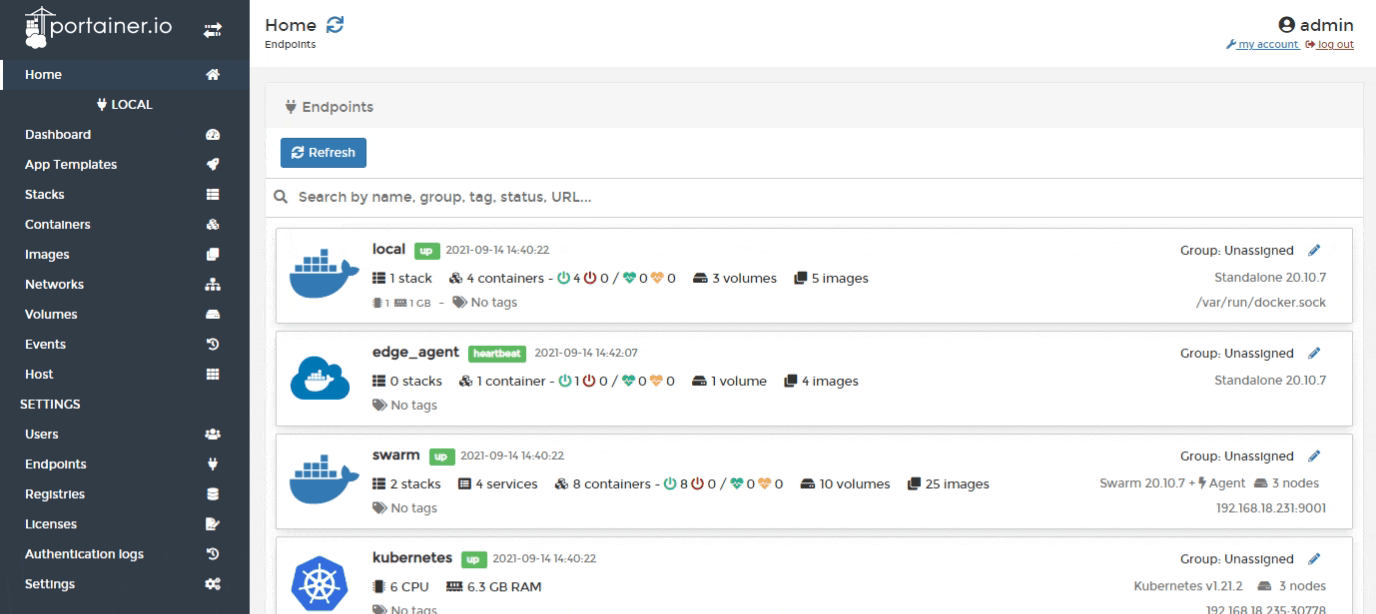 portainer.io
Home
LOCAL
Dashboard
App Templates
Stacks
Containers
Images
Networks
Volumes
Events
Host
SETTINGS
Users
Endpoints
Registries
Licenses
Authentication logs
Settings
Home
Endpoints
admin
my account log out
Endpoints
Refresh
Search by name, group, tag, status, URL...
local up 2021-09-14 14:40:22 Group: Unassigned
1 stack 4 containers - 4 0 / 0 0 3 volumes 5 images Standalone 20.10.7
1 1 GB - No tags /var/run/docker.sock
edge_agent heartbeat 2021-09-14 14:42:07 Group: Unassigned
0 stacks 1 container - 1 0 / 0 0 1 volume 4 images Standalone 20.10.7
No tags
swarm up 2021-09-14 14:40:22 Group: Unassigned
2 stacks 4 services 8 containers - 8 0 / 0 0 10 volumes 25 images Swarm 20.10.7 + Agent 3 nodes
No tags 192.168.18.231:9001
kubernetes up 2021-09-14 14:40:22 Group: Unassigned
6 CPU 6.3 GB RAM Kubernetes v1.21.2 3 nodes
No tags 192.168.18.235:30778